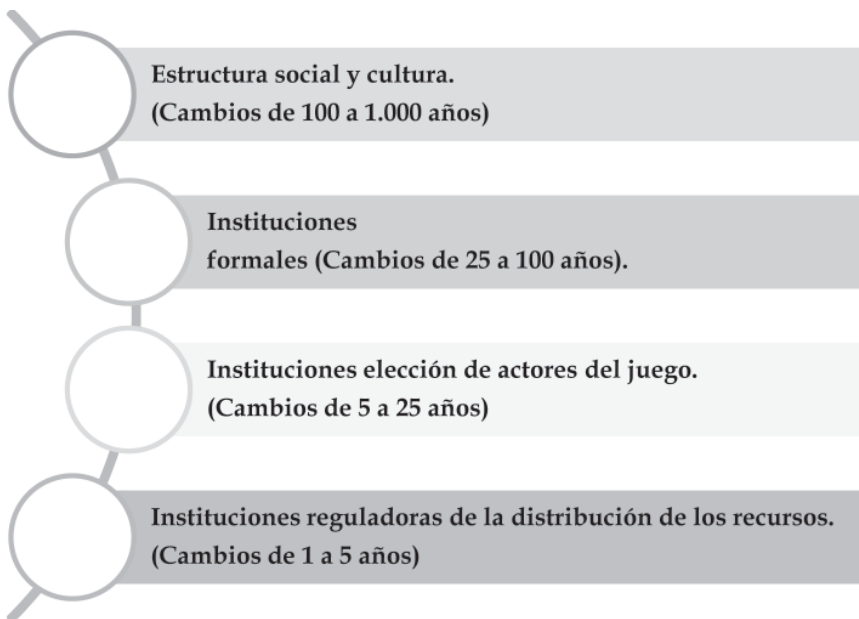 Estructura social y cultura.
(Cambios de 100 a 1.000 años)
Instituciones
formales (Cambios de 25 a 100 años).
Instituciones elección de actores del juego.
(Cambios de 5 a 25 años)
Instituciones reguladoras de la distribución de los recursos.
(Cambios de 1 a 5 años)